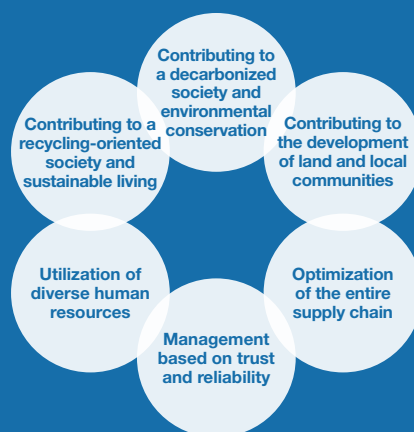 Contributing to
a decarbonized
society and
environmental
conservation
Contributing to a
recycling-oriented
society and
sustainable living
Contributing to
the development
of land and local
communities
Utilization of
diverse human
resources
Optimization
of the entire
supply chain
Management
based on trust
and reliability